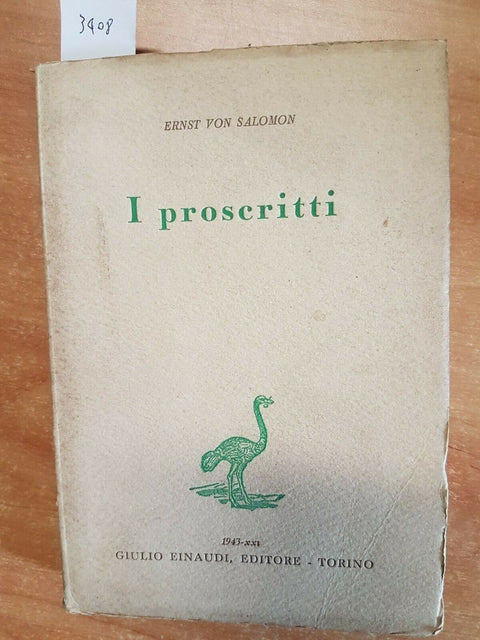 3408
ERNST VON SALOMON
I proscritti
1943-XXI
GIULIO EINAUDI, EDITORE - TORINO